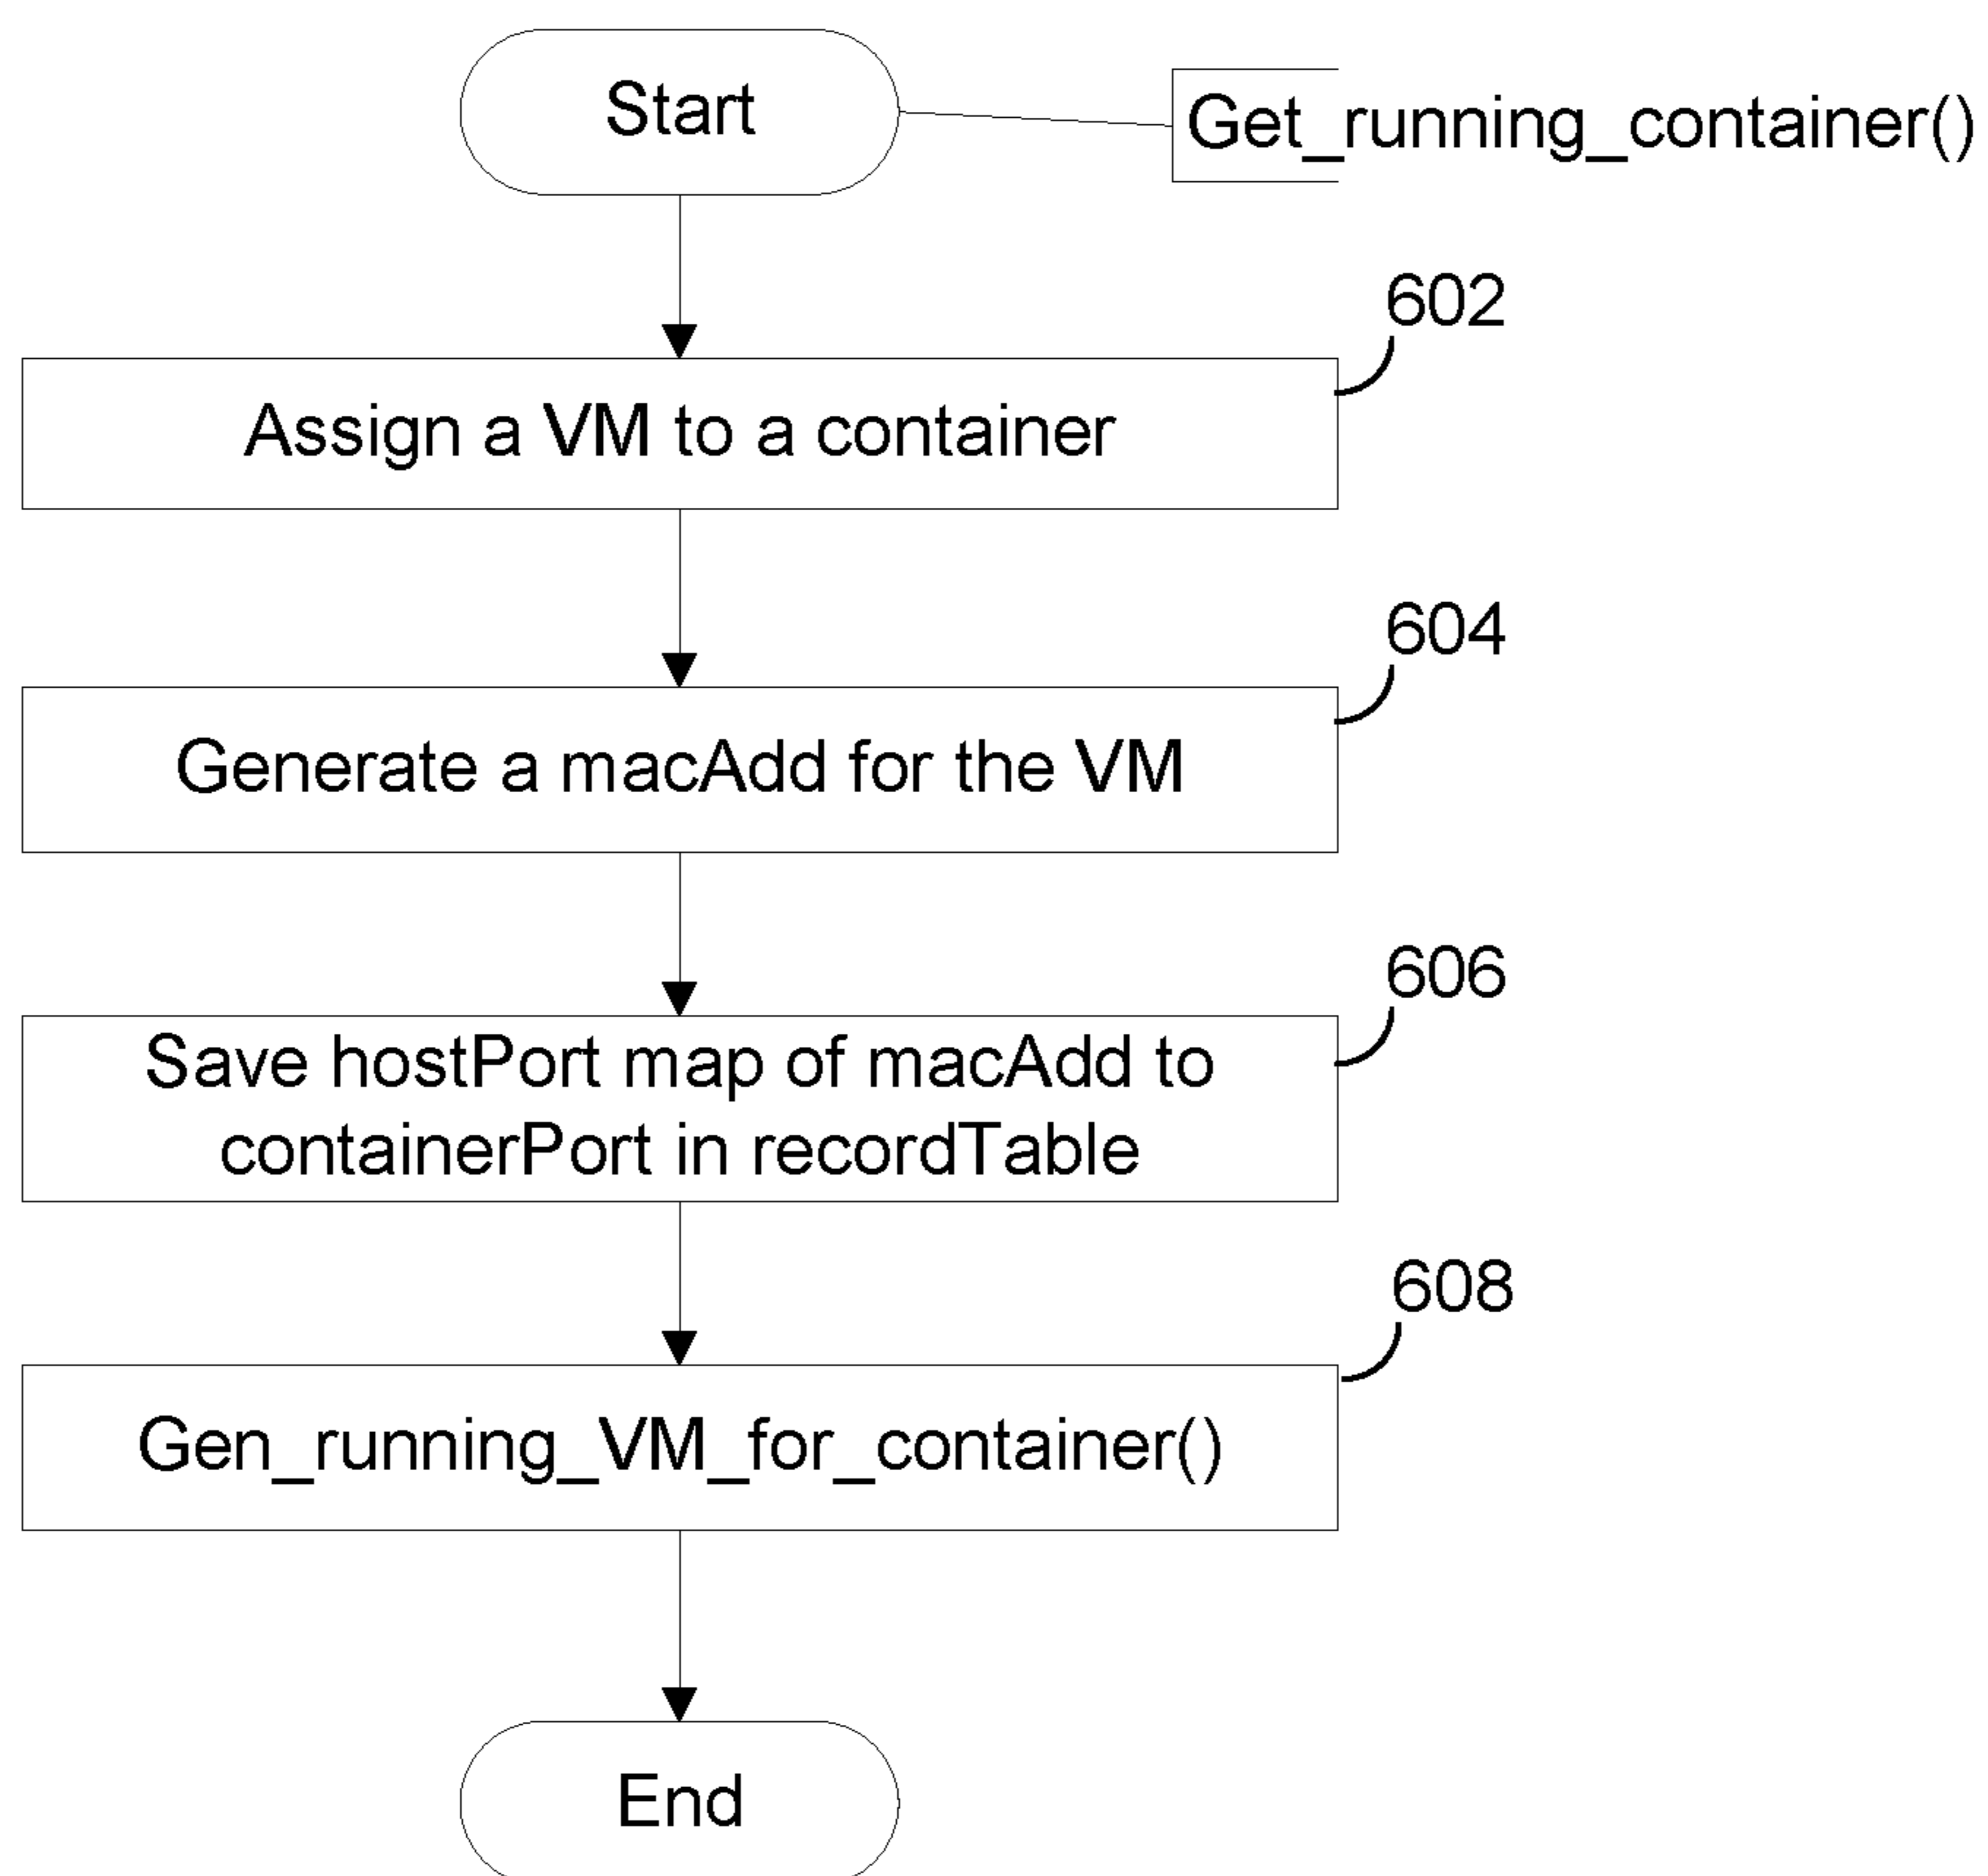 Start
Get_running_container()
602
Assign a VM to a container
604
Generate a macAdd for the VM
606
Save hostPort map of macAdd to
containerPort in recordTable
608
Gen_running_VM_for_container()
End